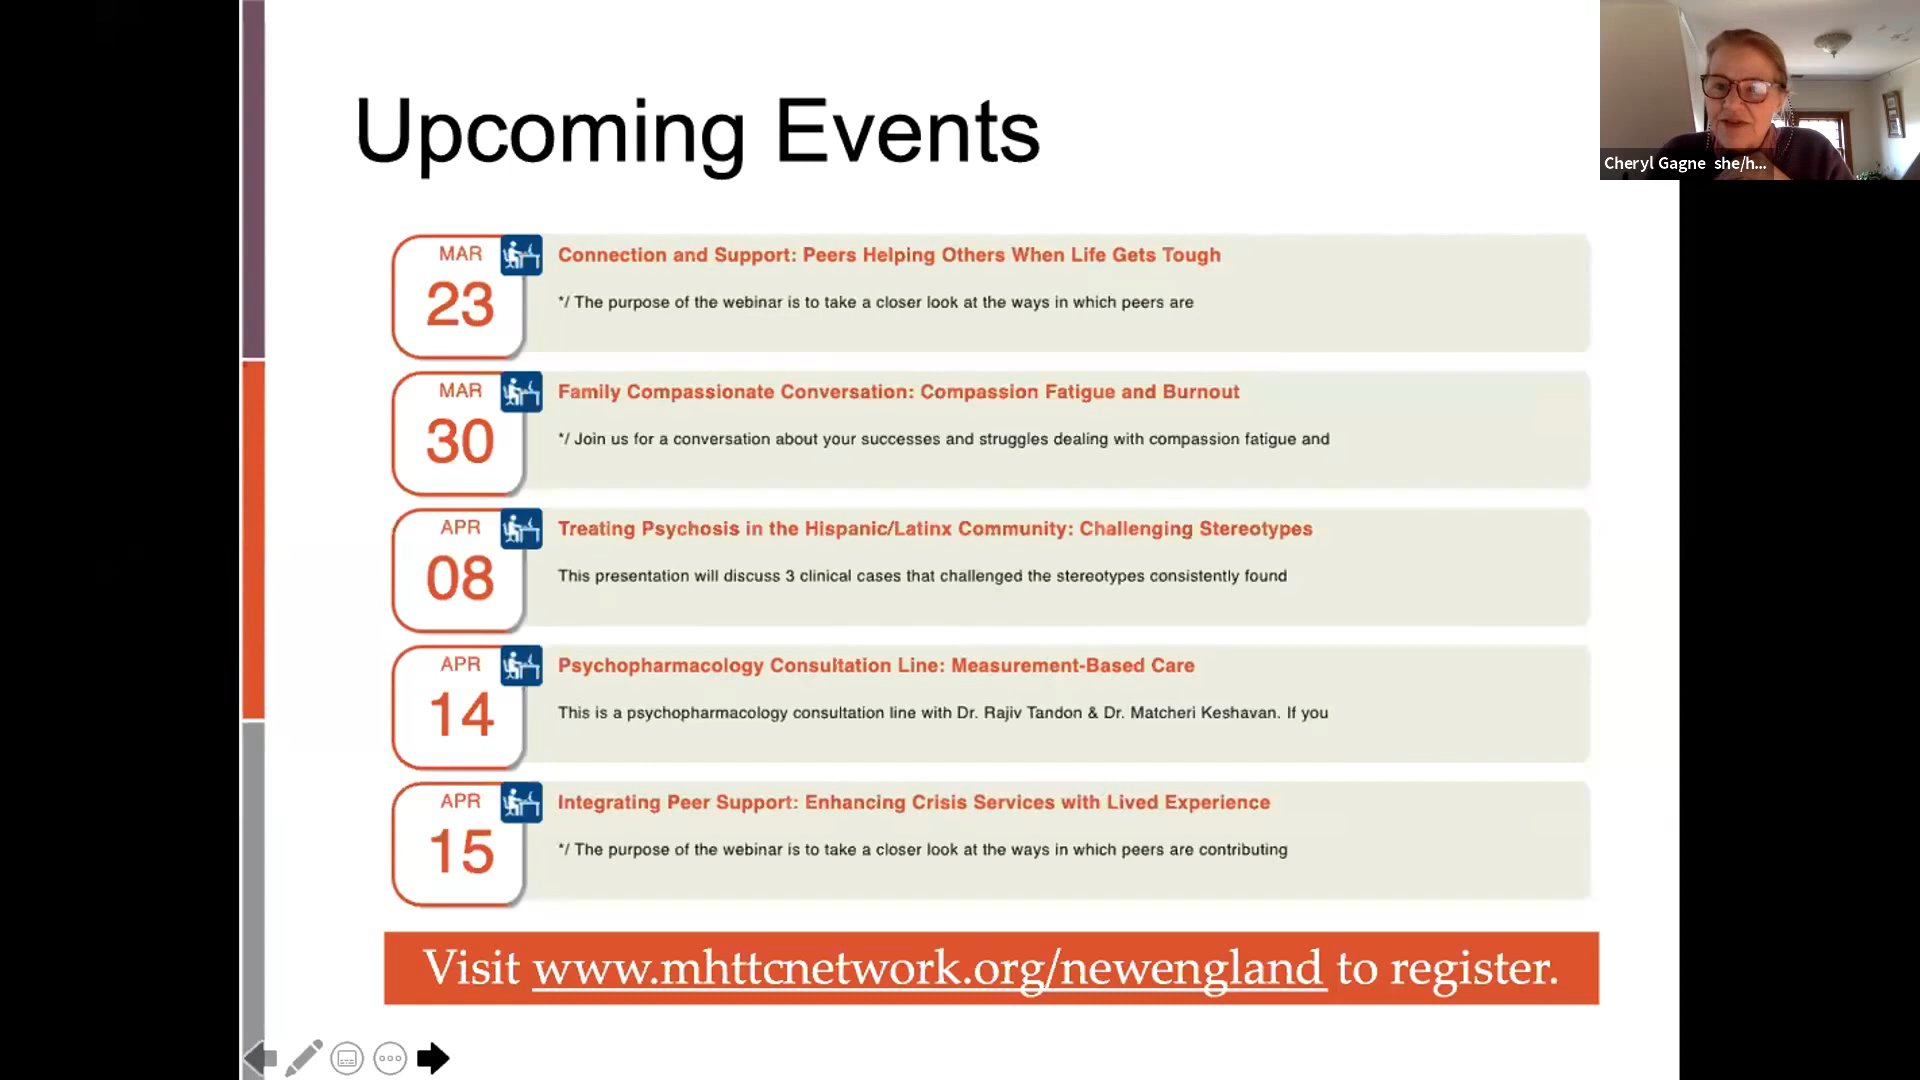 Upcoming Events
Cheryl Gagne she/h...
MAR
23
Connection and Support: Peers Helping Others When Life Gets Tough
*/ The purpose of the webinar is to take a closer look at the ways in which peers are
MAR
30
Family Compassionate Conversation: Compassion Fatigue and Burnout
*/ Join us for a conversation about your successes and struggles dealing with compassion fatigue and
APR
08
Treating Psychosis in the Hispanic/Latinx Community: Challenging Stereotypes
This presentation will discuss 3 clinical cases that challenged the stereotypes consistently found
APR
14
Psychopharmacology Consultation Line: Measurement-Based Care
This is a psychopharmacology consultation line with Dr. Rajiv Tandon & Dr. Matcheri Keshavan. If you
APR
15
Integrating Peer Support: Enhancing Crisis Services with Lived Experience
*/ The purpose of the webinar is to take a closer look at the ways in which peers are contributing
Visit www.mhttcnetwork.org/newengland to register.